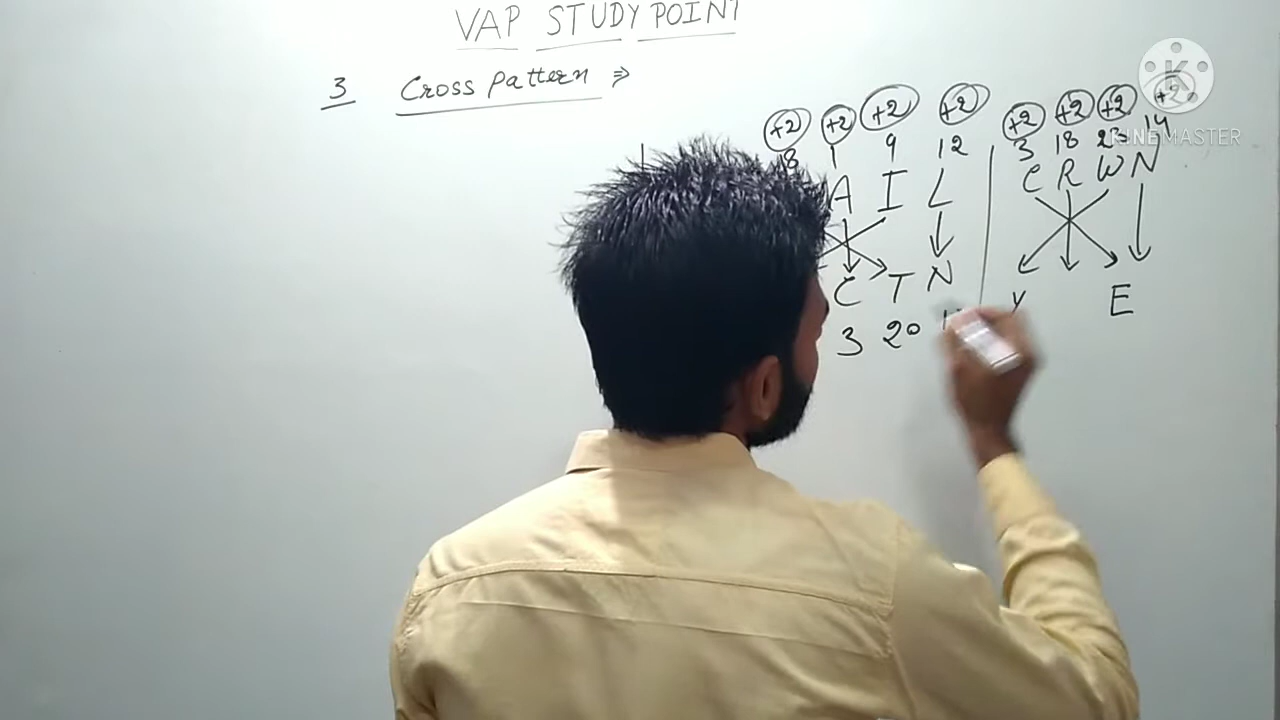 VAP STUDY POINT
3 Cross Pattern ⇒
+2 +2 +2 +2 +2 +2 +2 +2
18 1 9 12 3 18 23 14
A I L C R W N
C T N Y E
3 20
KINEMASTER